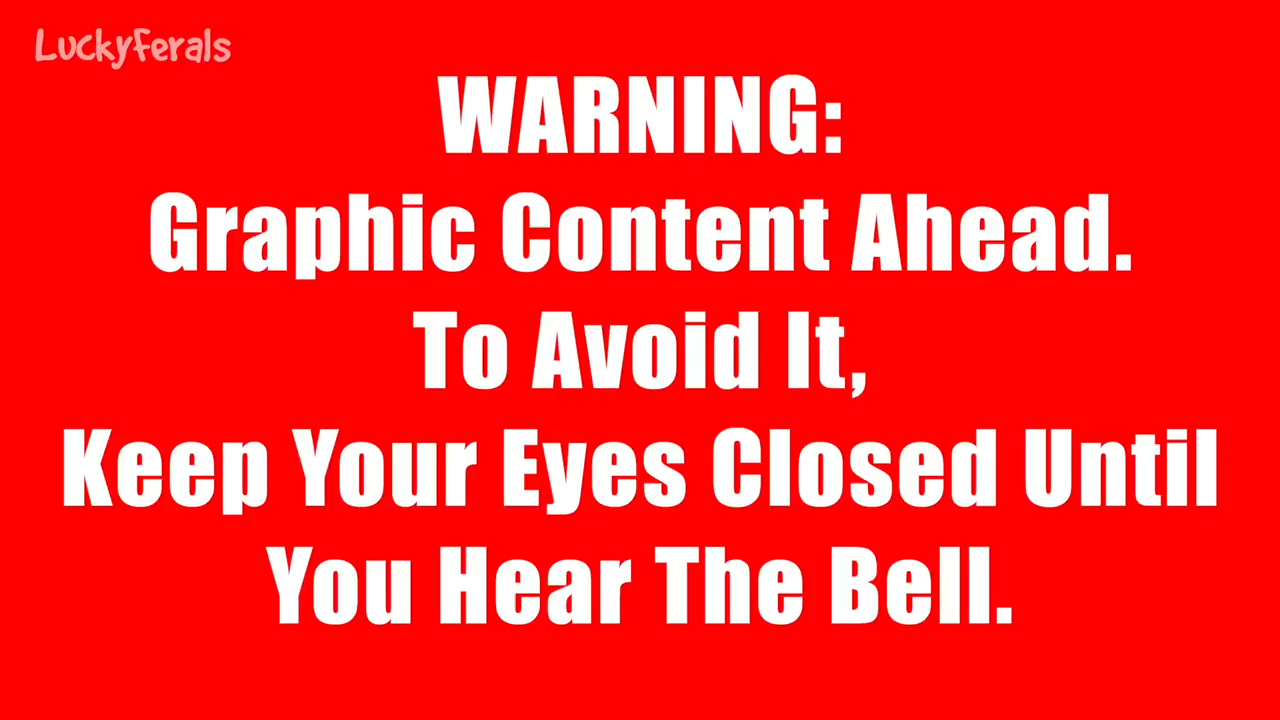 LuckyFerals
WARNING:
Graphic Content Ahead.
To Avoid It,
Keep Your Eyes Closed Until
You Hear The Bell.